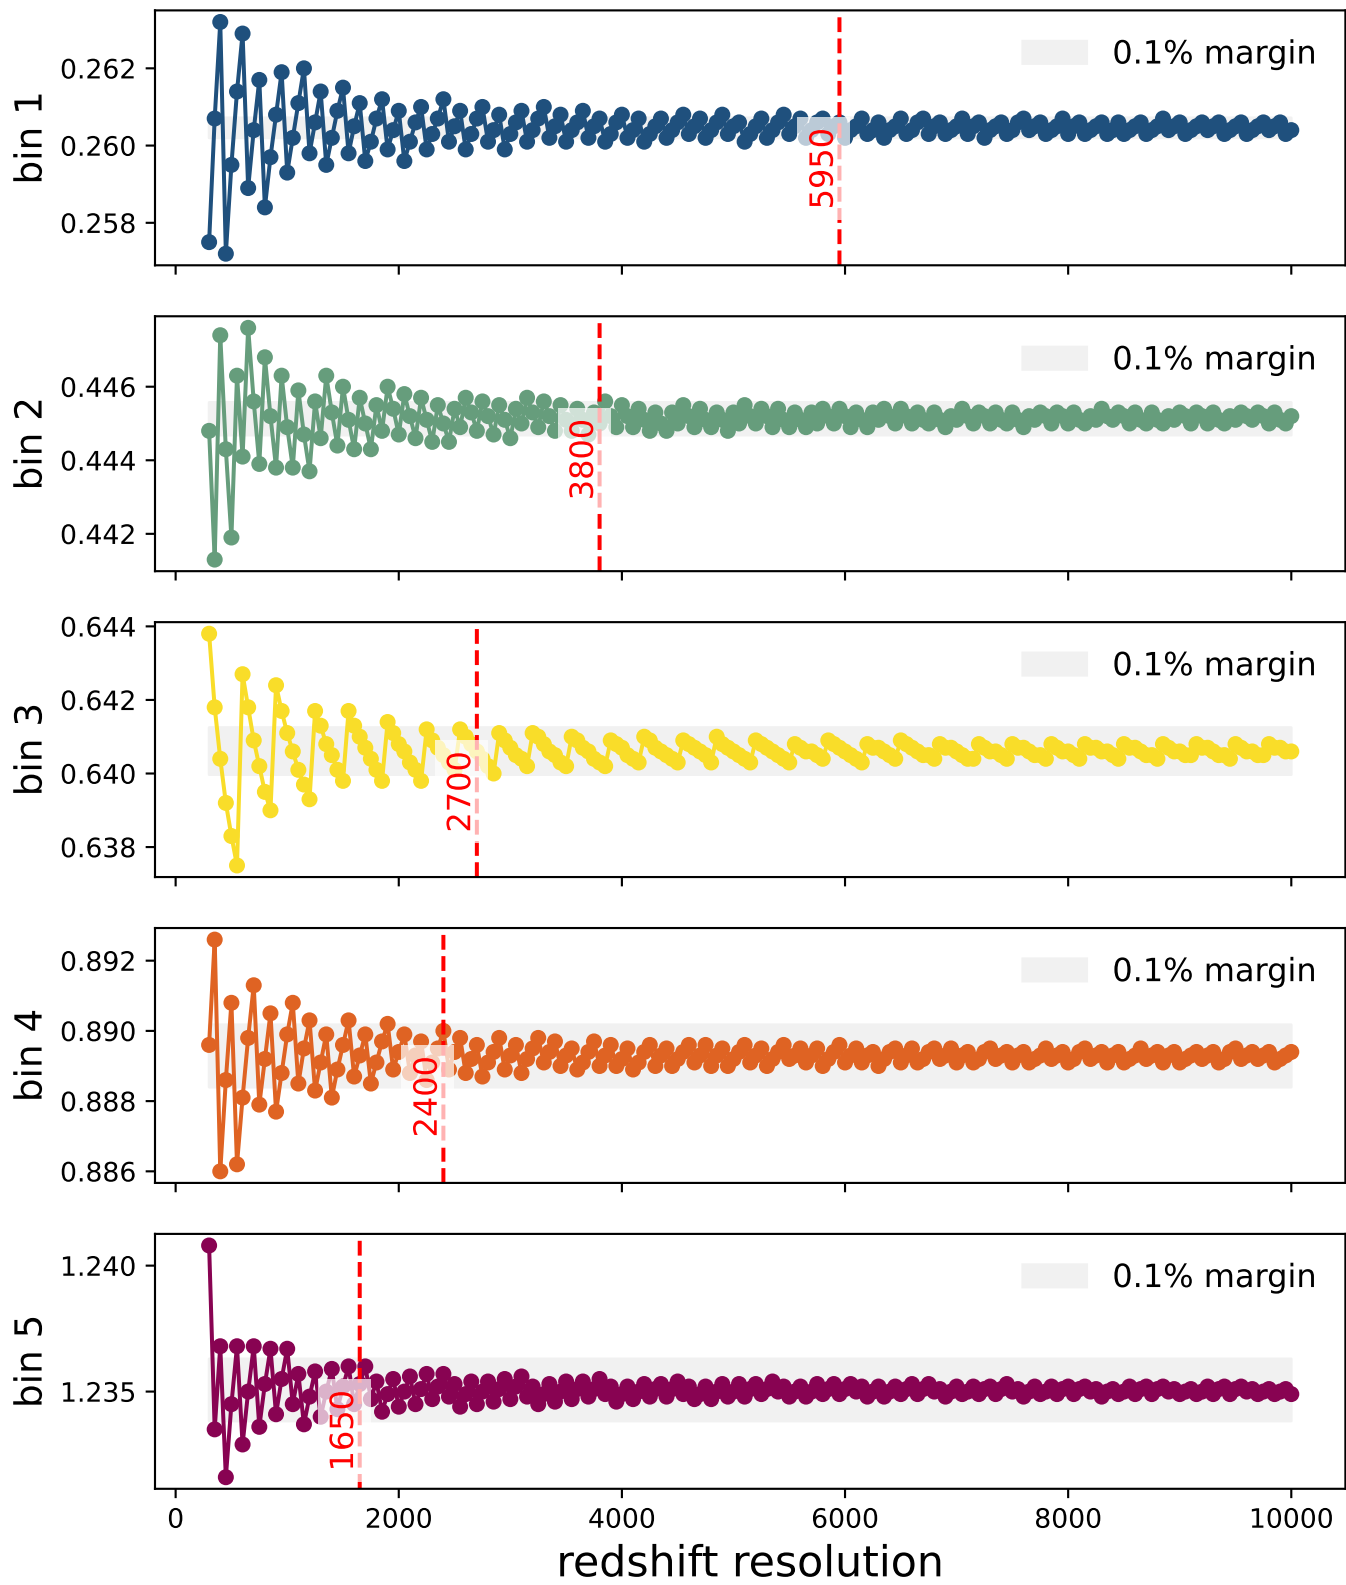 bin 1
0.262
0.260
0.258
0.1% margin
5950
bin 2
0.446
0.444
0.442
0.1% margin
3800
bin 3
0.644
0.642
0.640
0.638
0.1% margin
2700
bin 4
0.892
0.890
0.888
0.886
0.1% margin
2400
bin 5
1.240
1.235
0.1% margin
1650
0
2000
4000
6000
8000
10000
redshift resolution